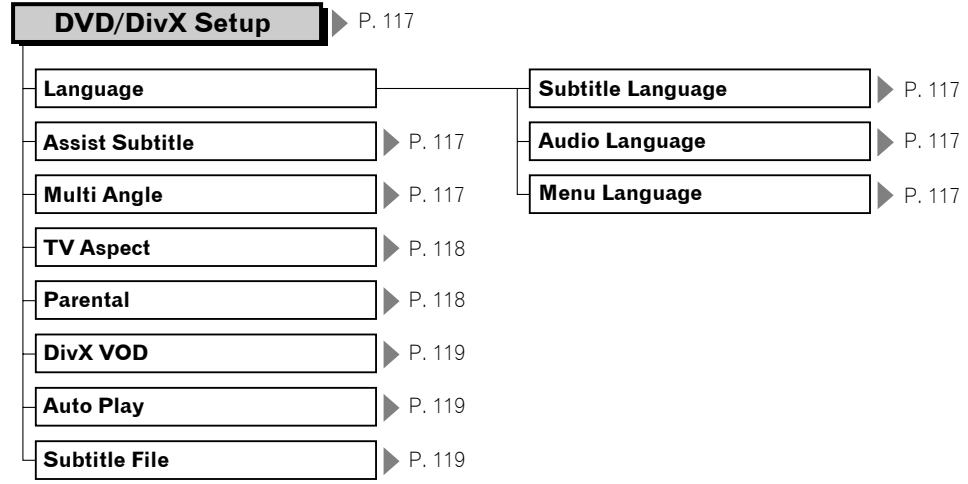 DVD/DivX Setup P. 117
Language
Subtitle Language P. 117
Assist Subtitle P. 117
Audio Language P. 117
Multi Angle P. 117
Menu Language P. 117
TV Aspect P. 118
Parental P. 118
DivX VOD P. 119
Auto Play P. 119
Subtitle File P. 119